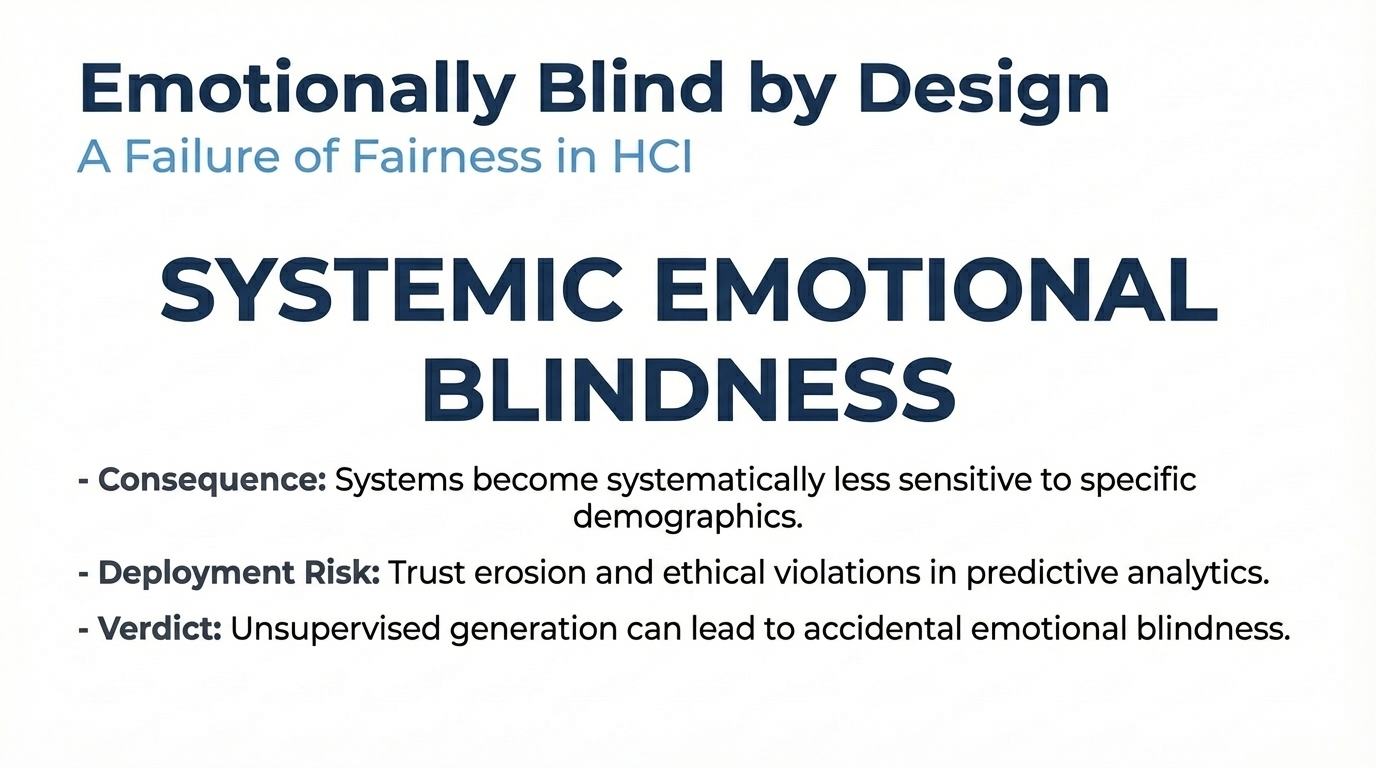 Emotionally Blind by Design
A Failure of Fairness in HCI
SYSTEMIC EMOTIONAL
BLINDNESS
- Consequence: Systems become systematically less sensitive to specific
demographics.
- Deployment Risk: Trust erosion and ethical violations in predictive analytics.
- Verdict: Unsupervised generation can lead to accidental emotional blindness.